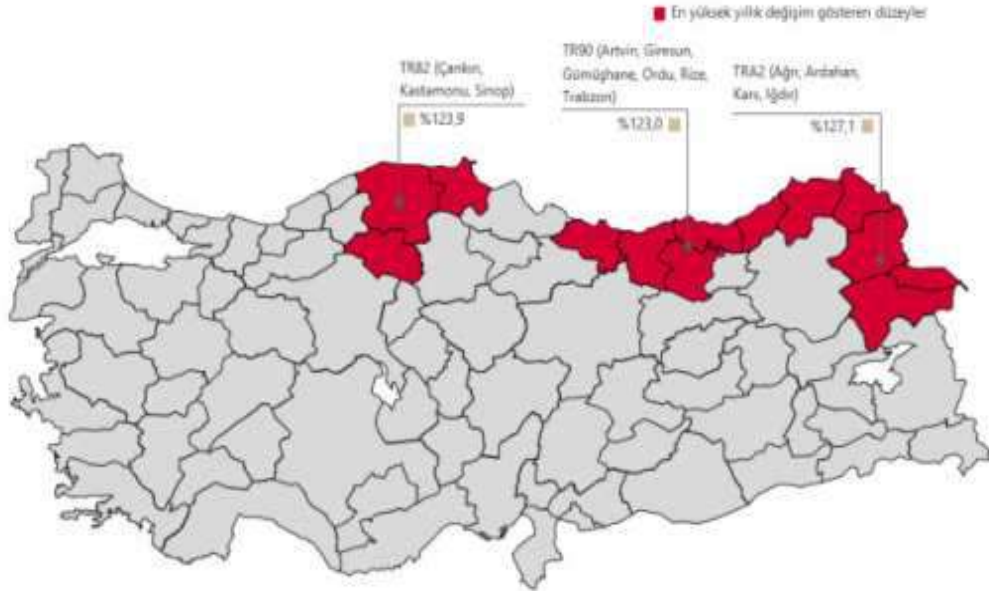 En yüksek yıllık değişim gösteren düzeyler
TR82 (Çankırı,
Kastamonu, Sinop)
%123,9
TR90 (Artvin, Giresun,
Gümüşhane, Ordu, Rize,
Trabzon)
%123,0
TRA2 (Ağrı, Ardahan,
Kars, Iğdır)
%127,1